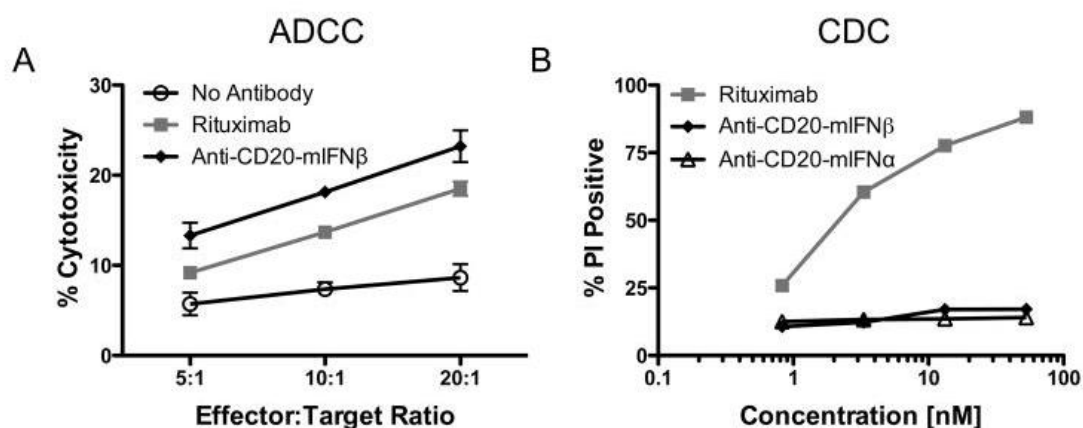 ADCC
A
30
20
10
0
% Cytotoxicity
No Antibody
Rituximab
Anti-CD20-mIFNβ
5:1 10:1 20:1
Effector:Target Ratio
CDC
B
100
75
50
25
0
% PI Positive
Rituximab
Anti-CD20-mIFNβ
Anti-CD20-mIFNα
0.1 1 10 100
Concentration [nM]